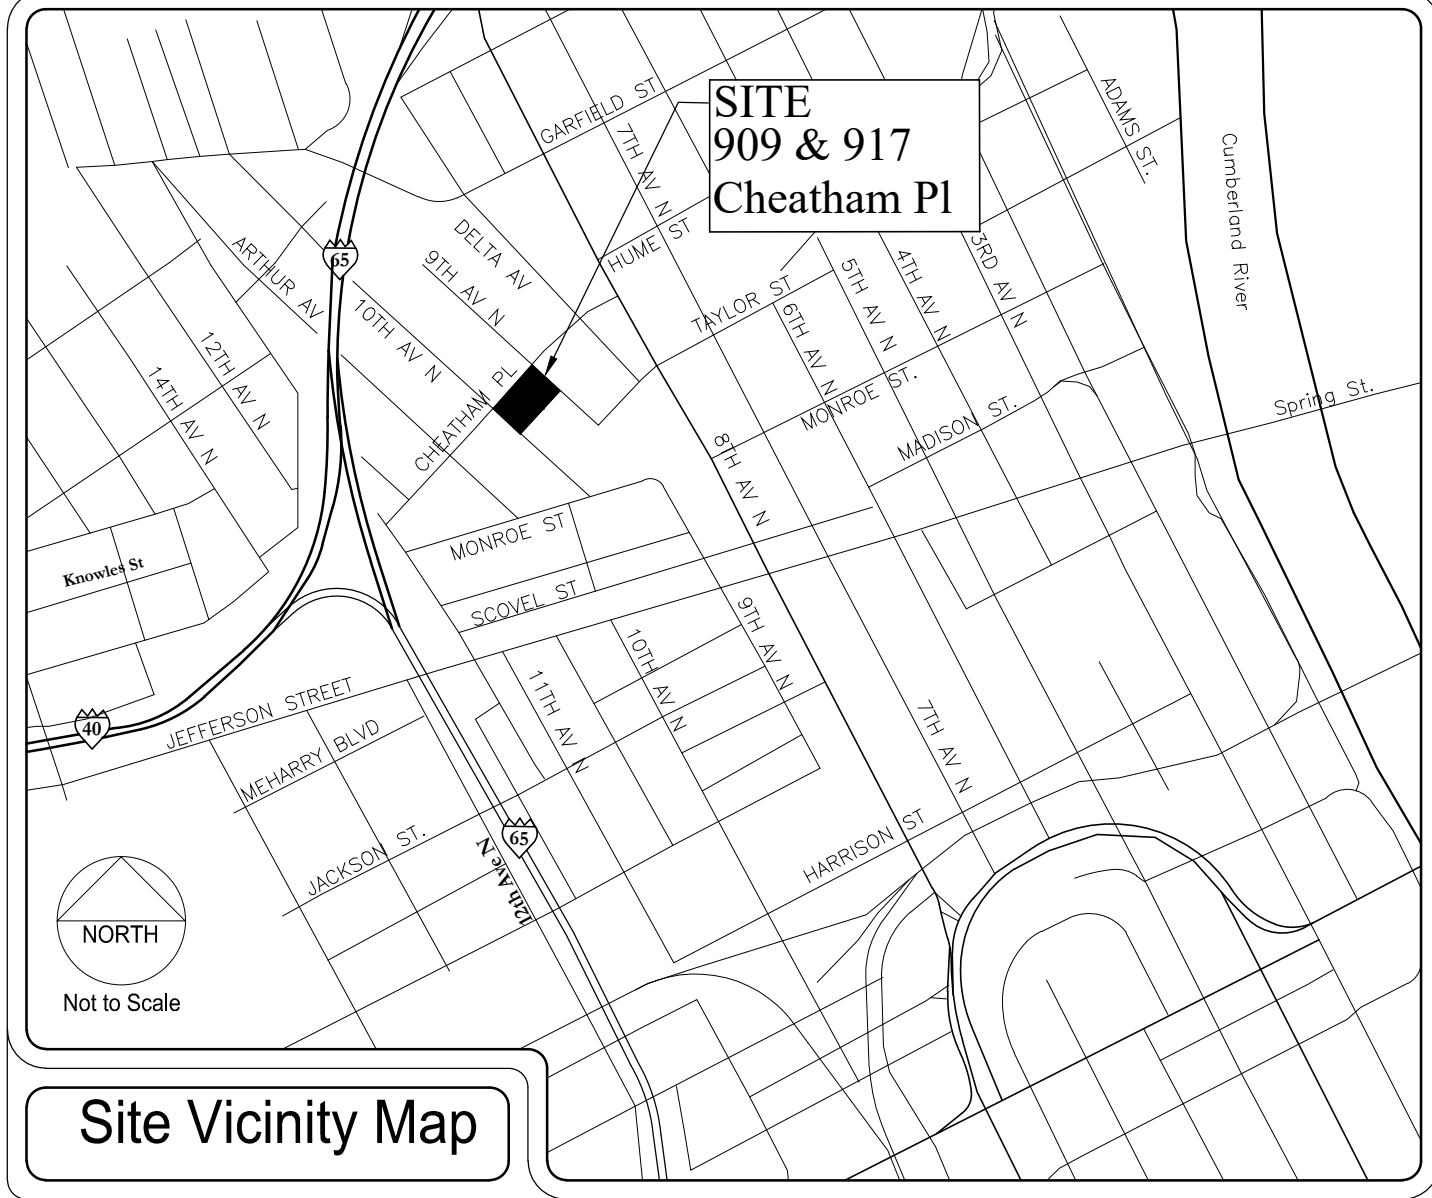 SITE
909 & 917
Cheatham Pl
GARFIELD ST
7TH AV N
ADAMS ST.
Cumberland River
HUME ST
DELTA AV
9TH AV N
ARTHUR AV
65
10TH AV N
TAYLOR ST
6TH AV N
5TH AV N
4TH AV N
3RD AV N
12TH AV N
14TH AV N
CHEATHAM PL
MONROE ST.
MADISON ST.
Spring St.
8TH AV N
MONROE ST
Knowles St
SCOVEL ST
9TH AV N
10TH AV N
11TH AV N
40
JEFFERSON STREET
MEHARRY BLVD
7TH AV N
65
JACKSON ST.
12th Ave N
HARRISON ST
NORTH
Not to Scale
Site Vicinity Map